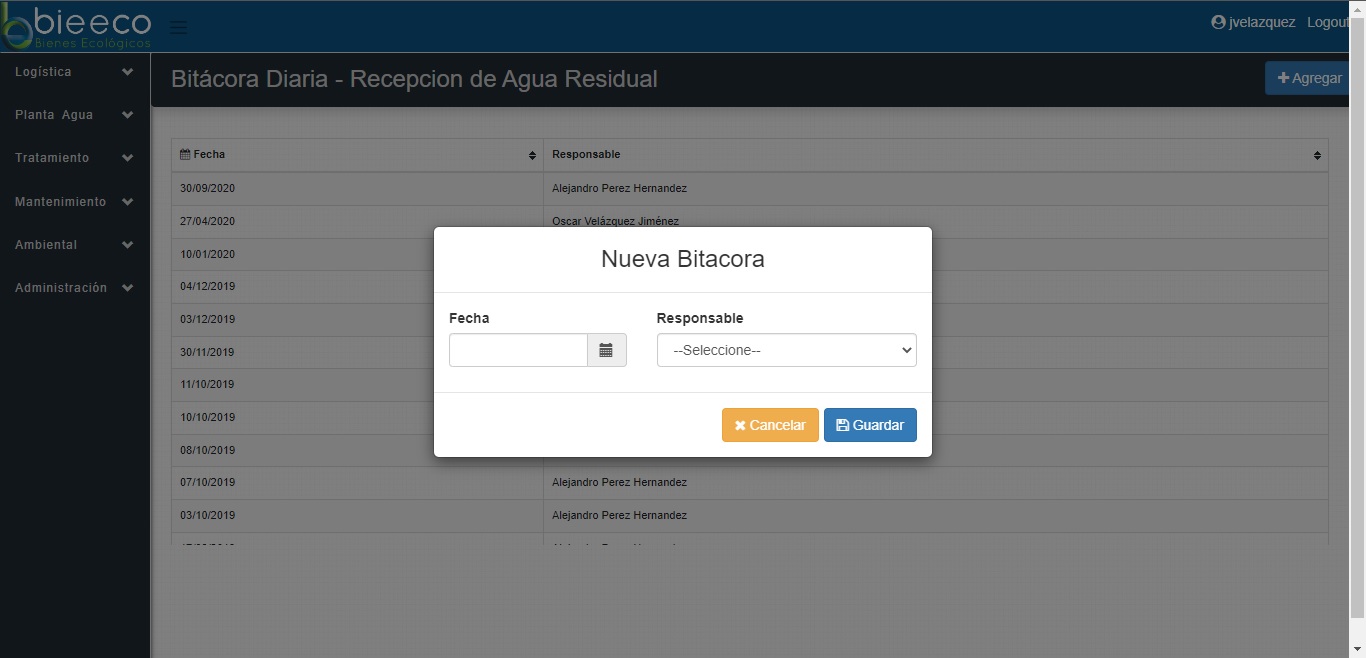 bieeco
Bienes Ecológicos
jvelazquez Logout
Logística
Planta Agua
Tratamiento
Mantenimiento
Ambiental
Administración
Bitácora Diaria - Recepcion de Agua Residual
Agregar
Fecha Responsable
30/09/2020 Alejandro Perez Hernandez
27/04/2020 Oscar Velázquez Jiménez
10/01/2020
04/12/2019
03/12/2019
30/11/2019
11/10/2019
10/10/2019
08/10/2019
07/10/2019 Alejandro Perez Hernandez
03/10/2019 Alejandro Perez Hernandez
Nueva Bitacora
Fecha Responsable
--Seleccione--
Cancelar Guardar